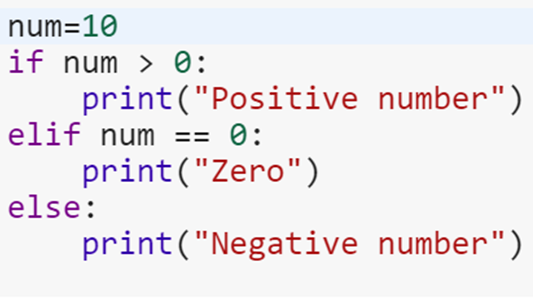 num=10
if num > 0:
    print("Positive number")
elif num == 0:
    print("Zero")
else:
    print("Negative number")